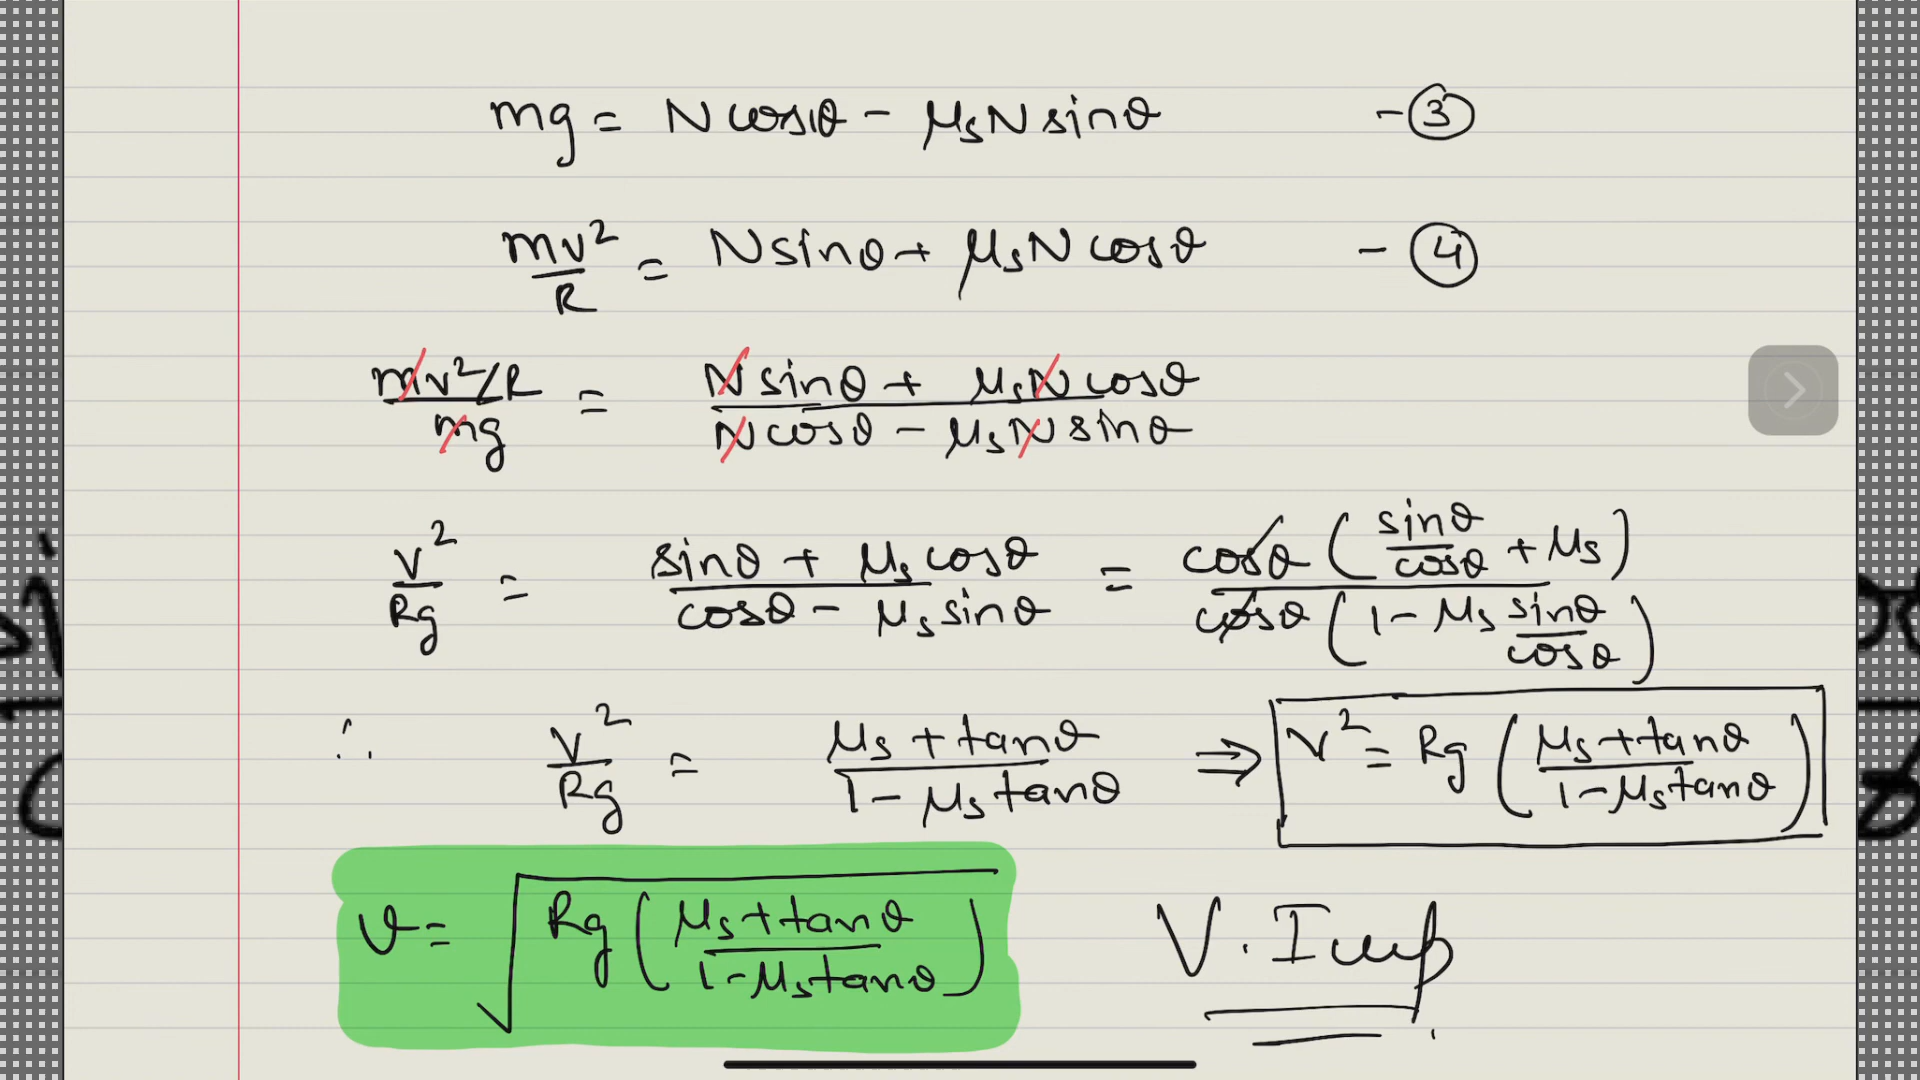 mg = N cosθ - μₛN sinθ - ③
mv²/R = N sinθ + μₛN cosθ - ④
(mv²/R)/(mg) = (N sinθ + μₛN cosθ)/(N cosθ - μₛN sinθ)
v²/Rg = (sinθ + μₛ cosθ)/(cosθ - μₛ sinθ) = cosθ (sinθ/cosθ + μₛ)/cosθ (1 - μₛ sinθ/cosθ)
∴ v²/Rg = (μₛ + tanθ)/(1 - μₛ tanθ) ⇒ v² = Rg ((μₛ + tanθ)/(1 - μₛ tanθ))
v = √(Rg ((μₛ + tanθ)/(1 - μₛ tanθ))) V. Imp